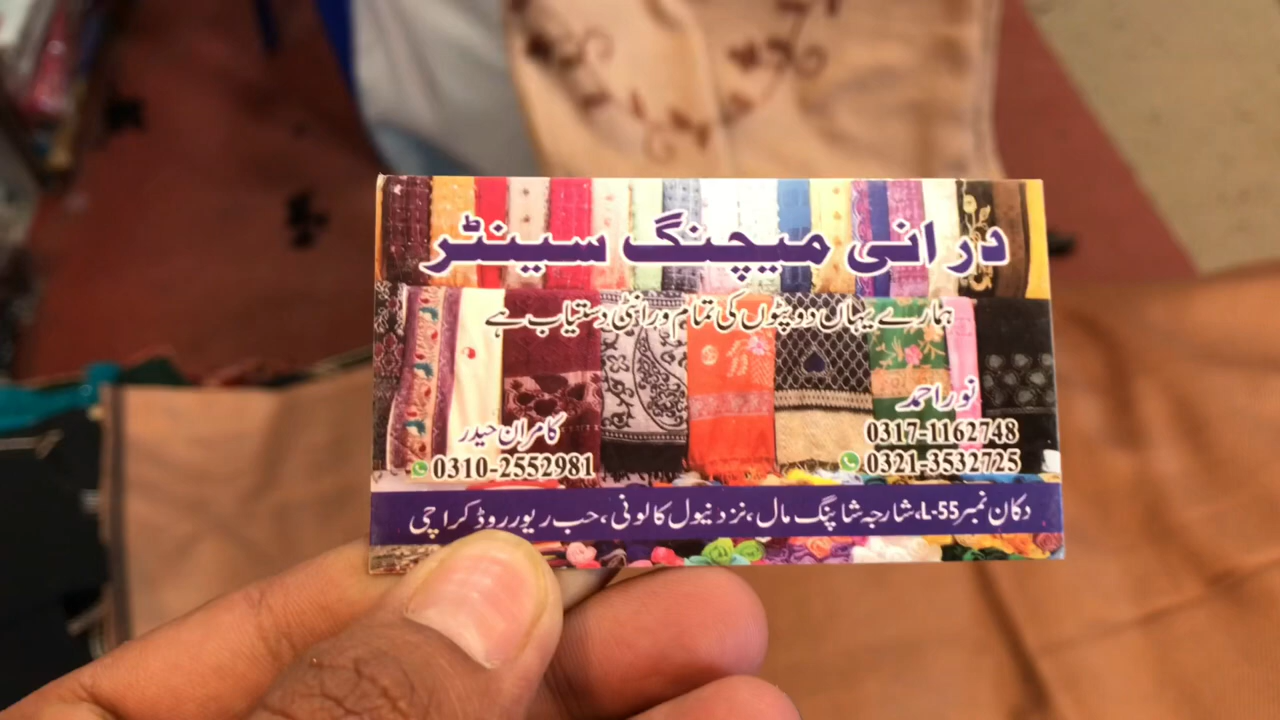 درانی میچنگ سینٹر
ہمارے یہاں دوپٹوں کی تمام ورائٹی دستیاب ہے
نور احمد
0317-1162748
0321-3532725
کامران حیدر
0310-2552981
دکان نمبر L-55، شارجہ شاپنگ مال، نزد نیول کالونی، حب ریور روڈ کراچی